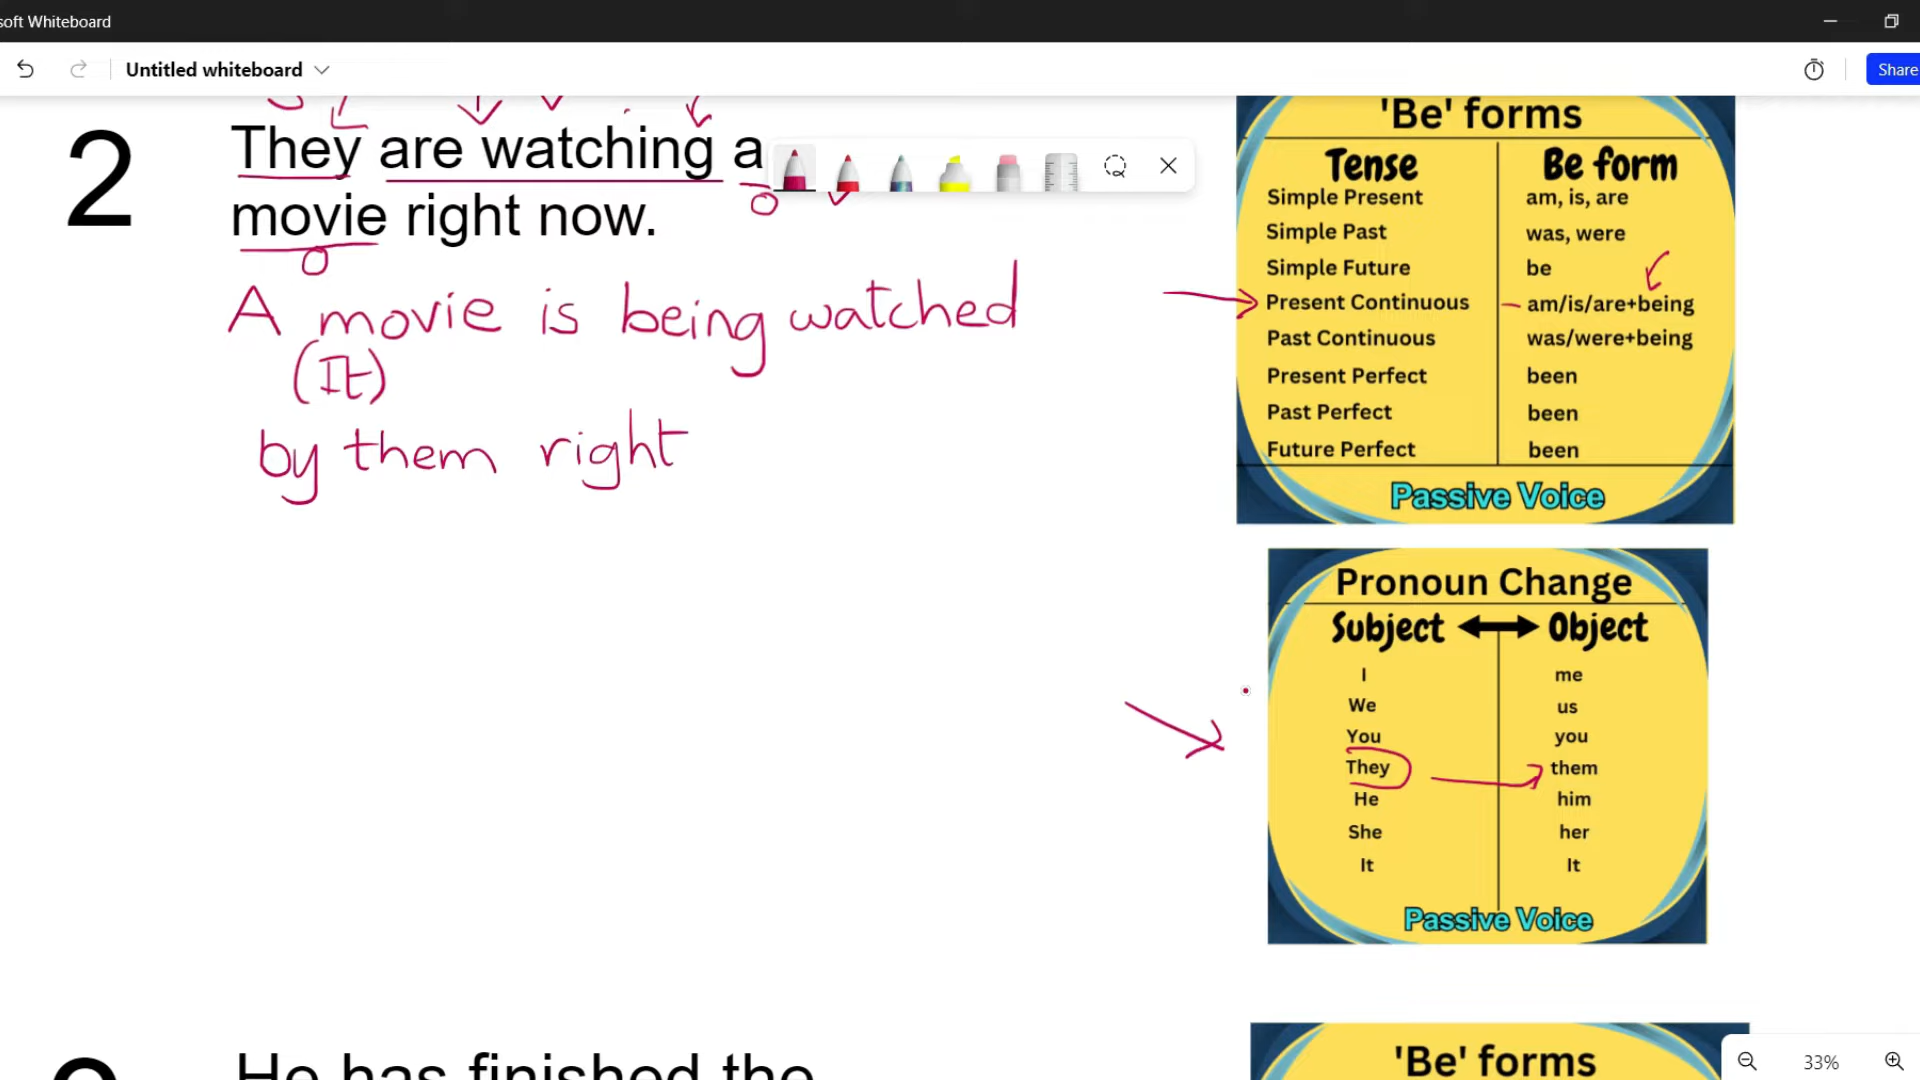 soft Whiteboard
Untitled whiteboard
Share
2
They are watching a
movie right now.
O
O
A movie is being watched
(It)
by them right
'Be' forms
Tense Be form
Simple Present am, is, are
Simple Past was, were
Simple Future be
Present Continuous am/is/are+being
Past Continuous was/were+being
Present Perfect been
Past Perfect been
Future Perfect been
Passive Voice
Pronoun Change
Subject Object
I me
We us
You you
They them
He him
She her
It It
Passive Voice
He has finished the
'Be' forms
33%